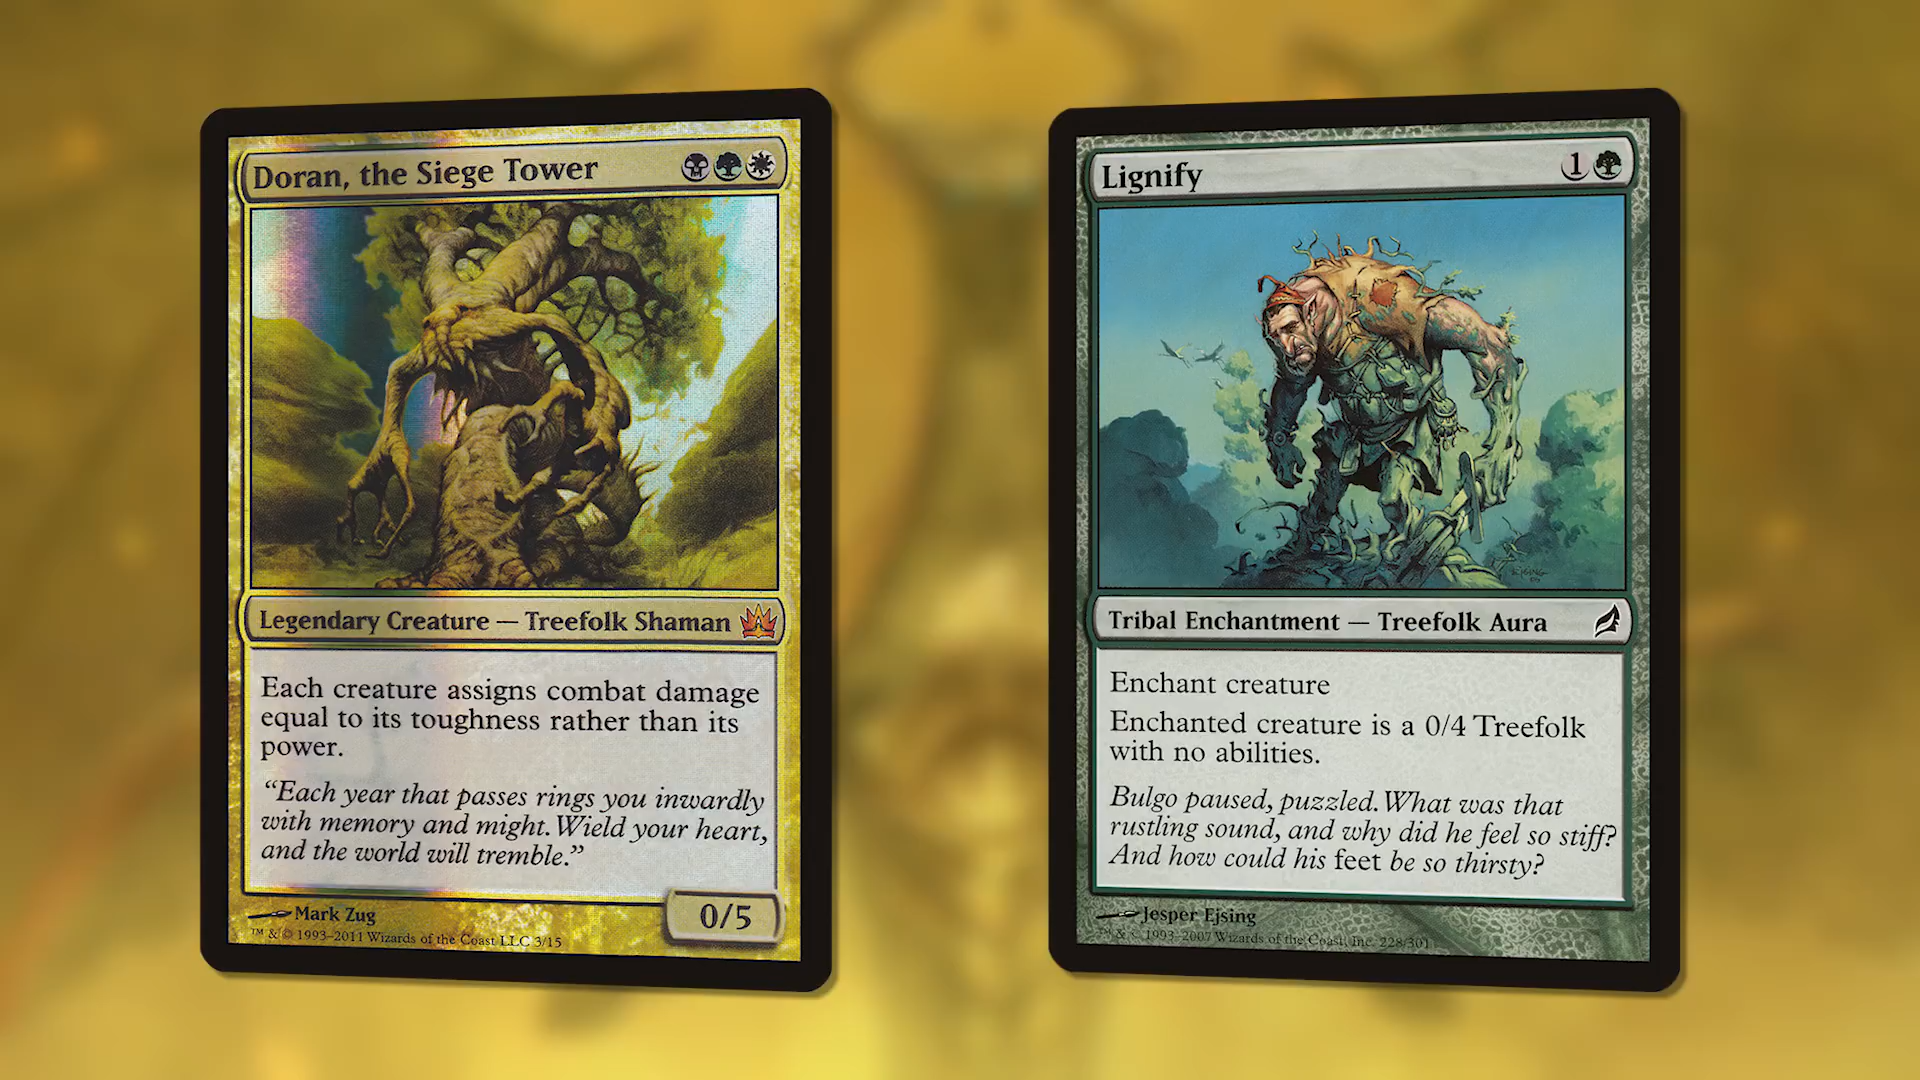 Doran, the Siege Tower
Legendary Creature — Treefolk Shaman
Each creature assigns combat damage
equal to its toughness rather than its
power.
“Each year that passes rings you inwardly
with memory and might. Wield your heart,
and the world will tremble.”
Mark Zug
0/5
™ & © 1993–2011 Wizards of the Coast LLC 3/15
Lignify
1
Tribal Enchantment — Treefolk Aura
Enchant creature
Enchanted creature is a 0/4 Treefolk
with no abilities.
Bulgo paused, puzzled. What was that
rustling sound, and why did he feel so stiff?
And how could his feet be so thirsty?
Jesper Ejsing
™ & © 1993–2007 Wizards of the Coast, Inc. 228/301